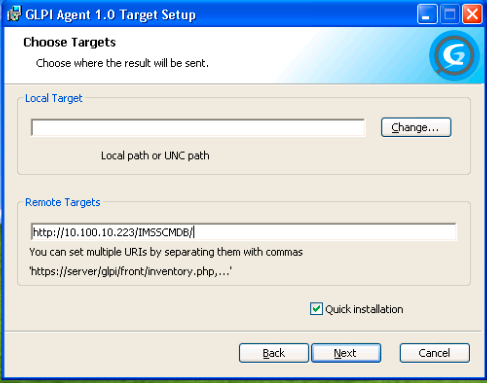 GLPI Agent 1.0 Target Setup
Choose Targets
Choose where the result will be sent.
Local Target
Change...
Local path or UNC path
Remote Targets
http://10.100.10.223/IMSSCMDB/
You can set multiple URIs by separating them with commas
'https://server/glpi/front/inventory.php,...'
Quick installation
Back
Next
Cancel